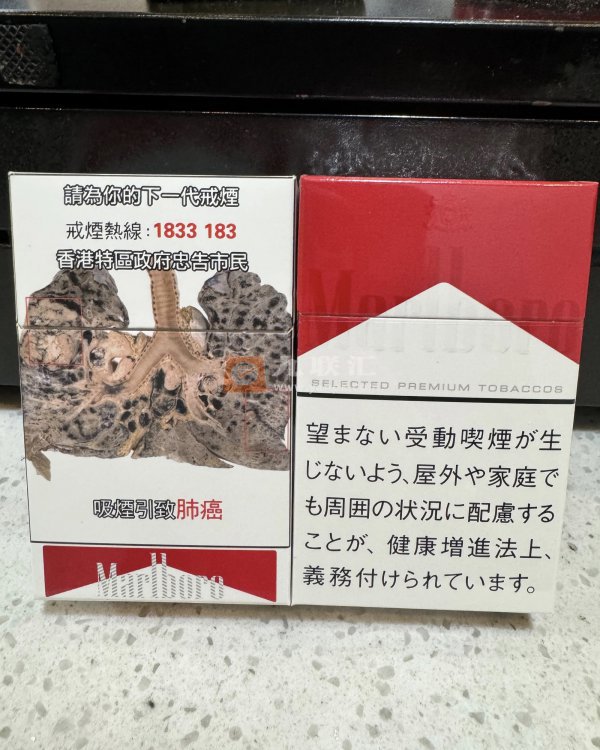 請為你的下一代戒煙
戒煙熱線：1833 183
香港特區政府忠告市民
吸煙引致肺癌
Marlboro
Marlboro
SELECTED PREMIUM TOBACCOS
望まない受動喫煙が生
じないよう、屋外や家庭で
も周囲の状況に配慮する
ことが、健康増進法上、
義務付けられています。
联汇